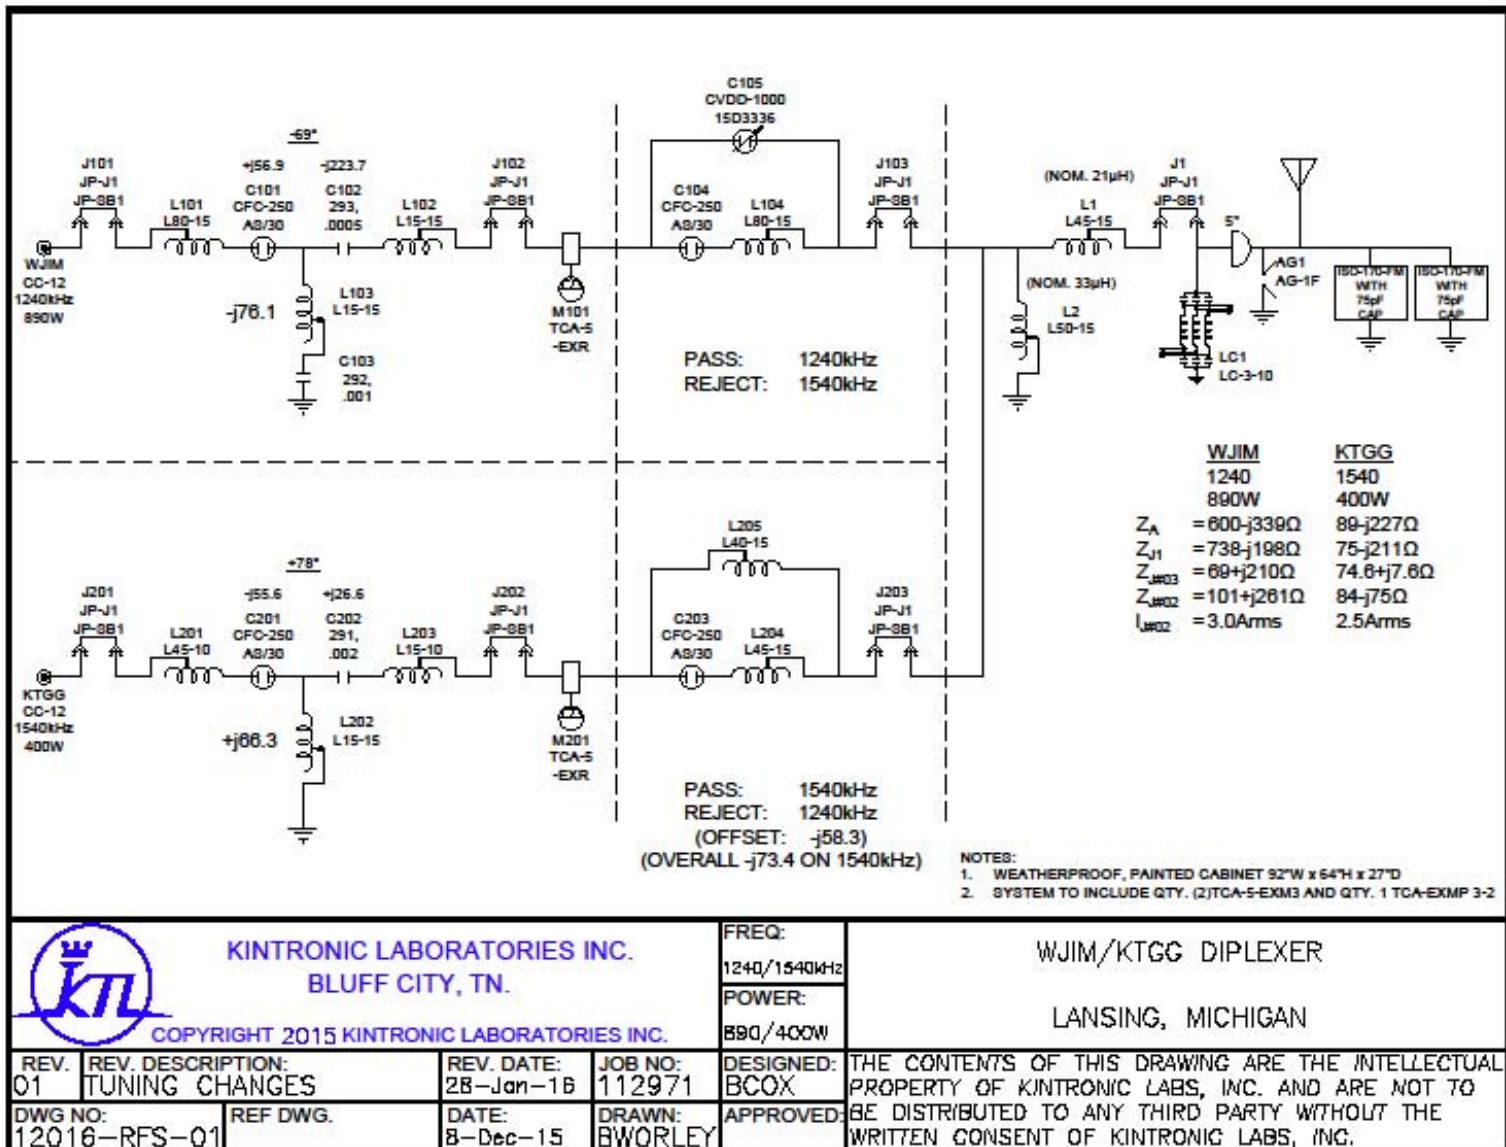 C105
CVDD-1000
15D3336
-69°
J101
JP-J1
JP-SB1
+j56.9
-j223.7
C101
CFC-250
A8/30
C102
293,
.0005
L101
L80-15
L102
L15-15
J102
JP-J1
JP-SB1
C104
CFC-250
A8/30
L104
L80-15
J103
JP-J1
JP-SB1
(NOM. 21µH)
L1
L45-15
J1
JP-J1
JP-SB1
5"
WJIM
CC-12
1240kHz
890W
-j76.1
L103
L15-15
C103
292,
.001
M101
TCA-5
-EXR
PASS: 1240kHz
REJECT: 1540kHz
(NOM. 33µH)
L2
L50-15
AG1
AG-1F
ISO-170-FM
WITH
75pF
CAP
ISO-170-FM
WITH
75pF
CAP
LC1
LC-3-10
WJIM KTGG
1240 1540
890W 400W
ZA =600-j339Ω 89-j227Ω
ZJ1 =738-j198Ω 75-j211Ω
ZJ#03 =69+j210Ω 74.6+j7.6Ω
ZJ#02 =101+j261Ω 84-j75Ω
IJ#02 =3.0Arms 2.5Arms
+78°
J201
JP-J1
JP-SB1
-j55.6
+j26.6
C201
CFC-250
A8/30
C202
291,
.002
L201
L45-10
L203
L15-10
J202
JP-J1
JP-SB1
L205
L40-15
C203
CFC-250
A8/30
L204
L45-15
J203
JP-J1
JP-SB1
KTGG
CC-12
1540kHz
400W
+j66.3
L202
L15-15
M201
TCA-5
-EXR
PASS: 1540kHz
REJECT: 1240kHz
(OFFSET: -j58.3)
(OVERALL -j73.4 ON 1540kHz)
NOTES:
1. WEATHERPROOF, PAINTED CABINET 92"W x 64"H x 27"D
2. SYSTEM TO INCLUDE QTY. (2)TCA-5-EXM3 AND QTY. 1 TCA-EXMP 3-2
KTL
KINTRONIC LABORATORIES INC.
BLUFF CITY, TN.
COPYRIGHT 2015 KINTRONIC LABORATORIES INC.
FREQ:
1240/1540kHz
POWER:
890/400W
WJIM/KTGG DIPLEXER
LANSING, MICHIGAN
REV. 01
REV. DESCRIPTION: TUNING CHANGES
REV. DATE: 28-Jan-16
JOB NO: 112971
DESIGNED: BCOX
DWG NO: 12016-RFS-01
REF DWG.
DATE: 8-Dec-15
DRAWN: BWORLEY
APPROVED:
THE CONTENTS OF THIS DRAWING ARE THE INTELLECTUAL
PROPERTY OF KINTRONIC LABS, INC. AND ARE NOT TO
BE DISTRIBUTED TO ANY THIRD PARTY WITHOUT THE
WRITTEN CONSENT OF KINTRONIC LABS, INC.